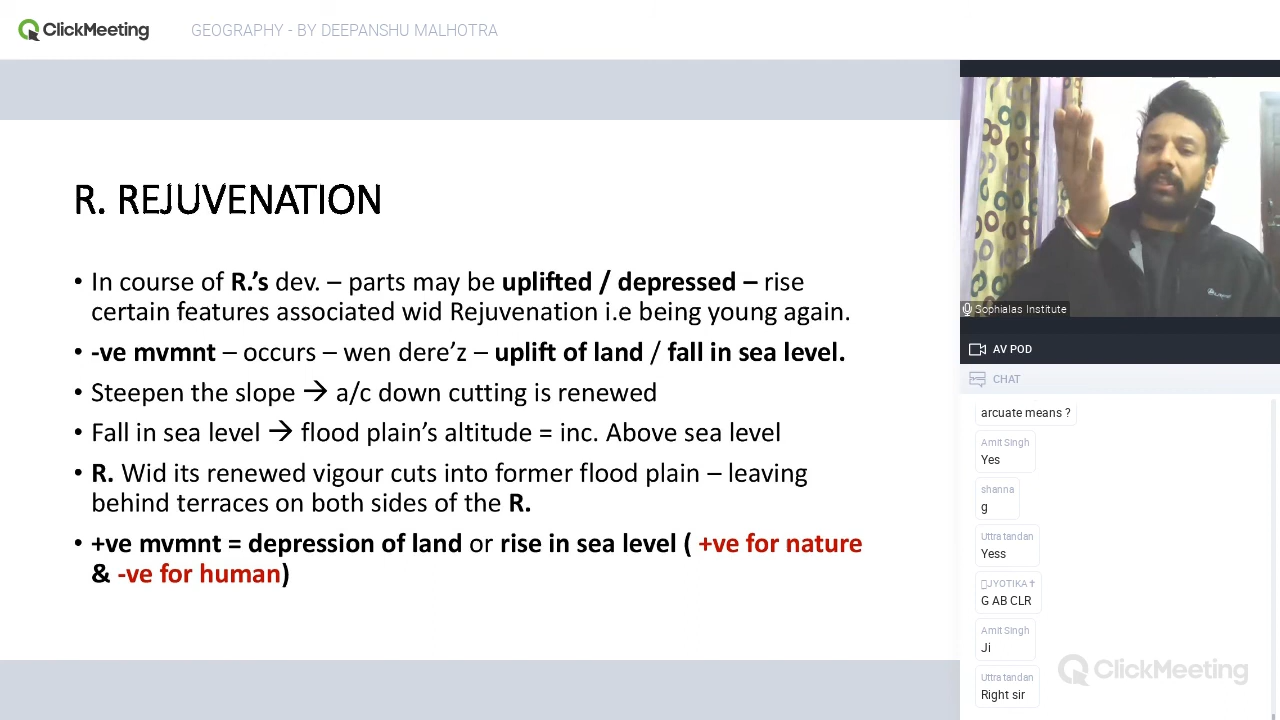 ClickMeeting
GEOGRAPHY - BY DEEPANSHU MALHOTRA
R. REJUVENATION
• In course of R.’s dev. – parts may be uplifted / depressed – rise
certain features associated wid Rejuvenation i.e being young again.
• -ve mvmnt – occurs – wen dere’z – uplift of land / fall in sea level.
• Steepen the slope → a/c down cutting is renewed
• Fall in sea level → flood plain’s altitude = inc. Above sea level
• R. Wid its renewed vigour cuts into former flood plain – leaving
behind terraces on both sides of the R.
• +ve mvmnt = depression of land or rise in sea level ( +ve for nature
& -ve for human)
Sophialas Institute
AV POD
CHAT
arcuate means ?
Amit Singh
Yes
shanna
g
Uttra tandan
Yess
JYOTIKA✝
G AB CLR
Amit Singh
Ji
Uttra tandan
Right sir
ClickMeeting